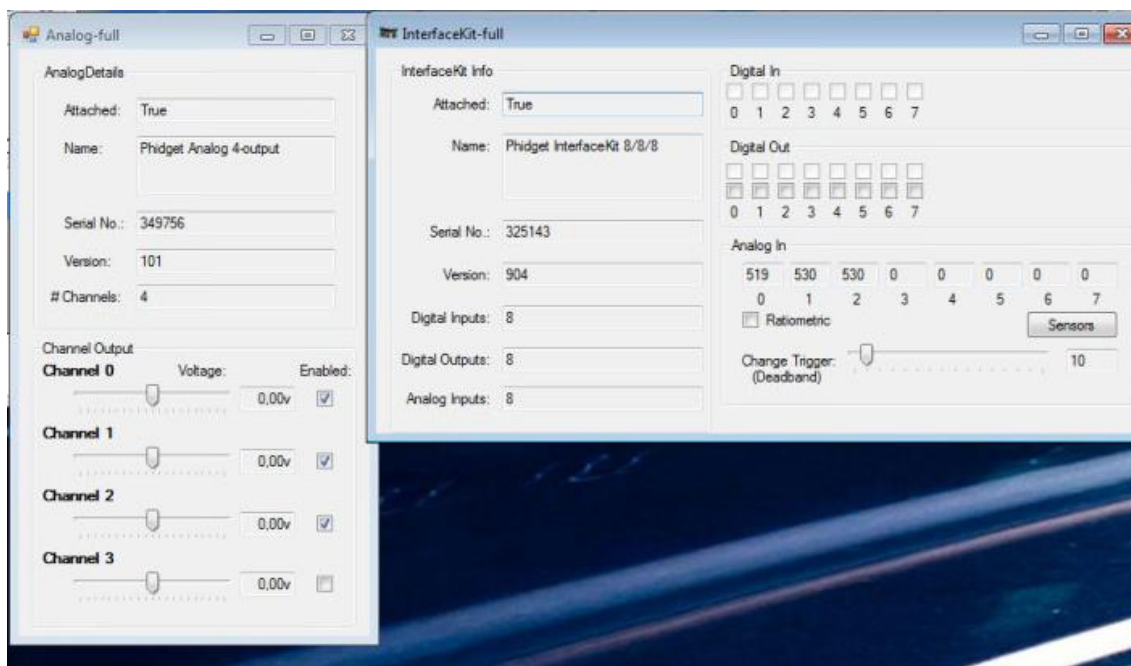 Analog-full
AnalogDetails
Attached: True
Name: Phidget Analog 4-output
Serial No.: 349756
Version: 101
# Channels: 4
Channel Output
Channel 0 Voltage: Enabled:
0,00v
Channel 1
0,00v
Channel 2
0,00v
Channel 3
0,00v
InterfaceKit-full
InterfaceKit Info
Attached: True
Name: Phidget InterfaceKit 8/8/8
Serial No.: 325143
Version: 904
Digital Inputs: 8
Digital Outputs: 8
Analog Inputs: 8
Digital In
0 1 2 3 4 5 6 7
Digital Out
0 1 2 3 4 5 6 7
Analog In
519 530 530 0 0 0 0 0
0 1 2 3 4 5 6 7
Ratiometric
Sensors
Change Trigger: 10
(Deadband)